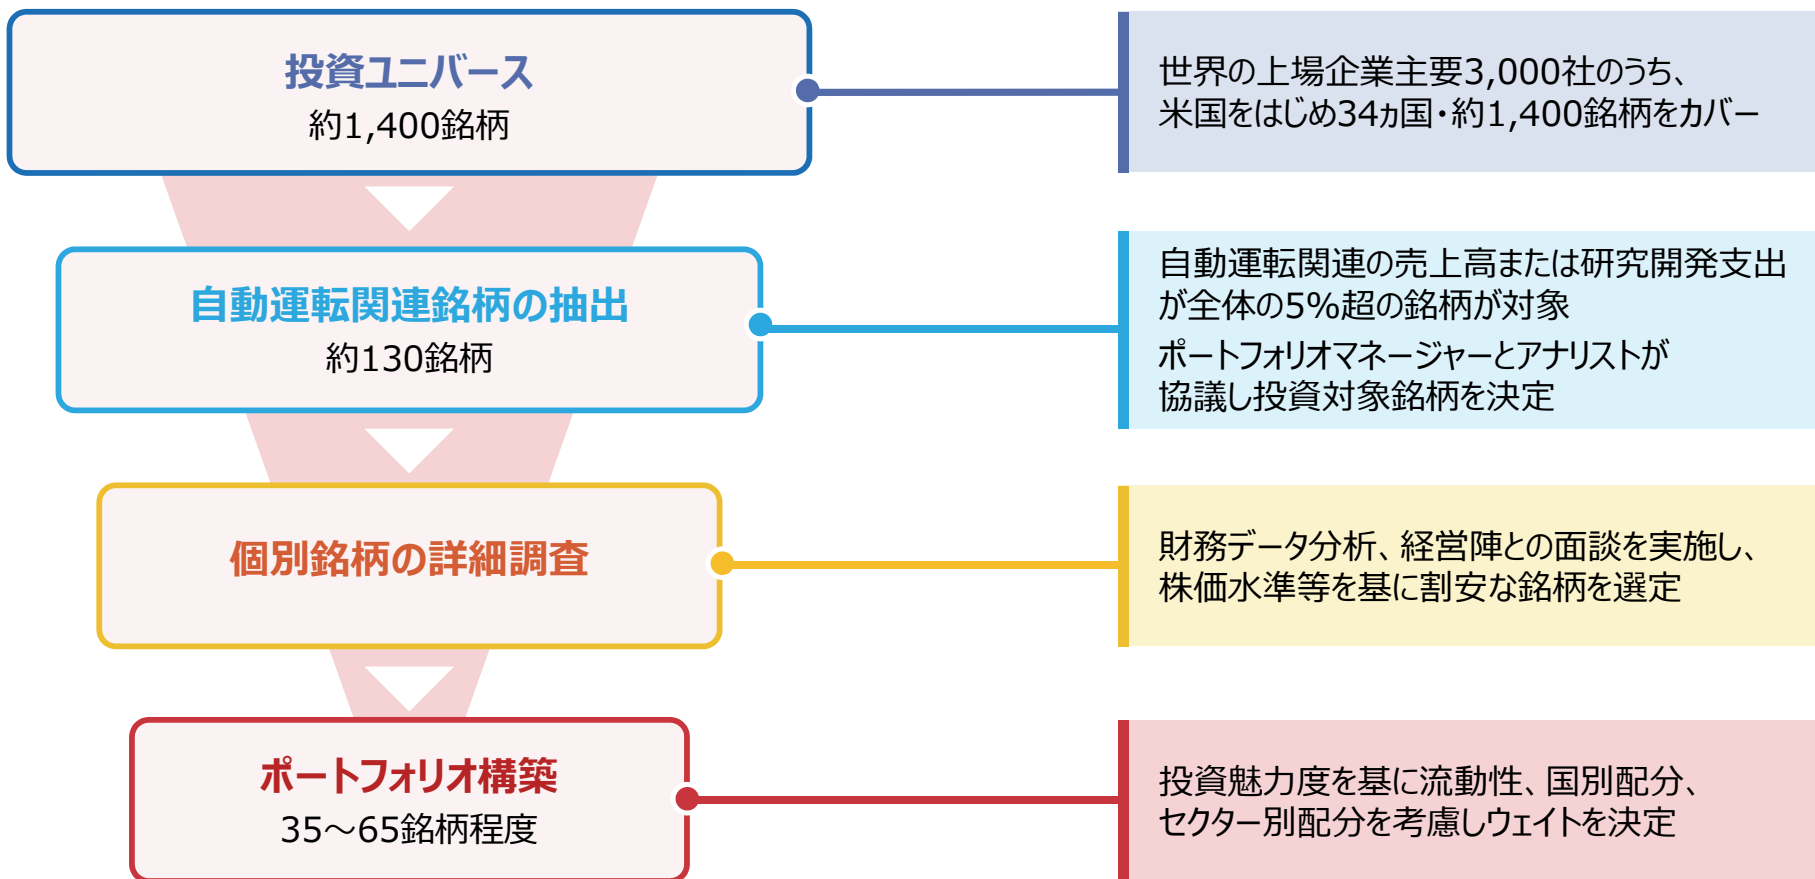 投資ユニバース
約1,400銘柄
世界の上場企業主要3,000社のうち、
米国をはじめ34ヵ国・約1,400銘柄をカバー
自動運転関連銘柄の抽出
約130銘柄
自動運転関連の売上高または研究開発支出
が全体の5%超の銘柄が対象
ポートフォリオマネージャーとアナリストが
協議し投資対象銘柄を決定
個別銘柄の詳細調査
財務データ分析、経営陣との面談を実施し、
株価水準等を基に割安な銘柄を選定
ポートフォリオ構築
35～65銘柄程度
投資魅力度を基に流動性、国別配分、
セクター別配分を考慮しウェイトを決定